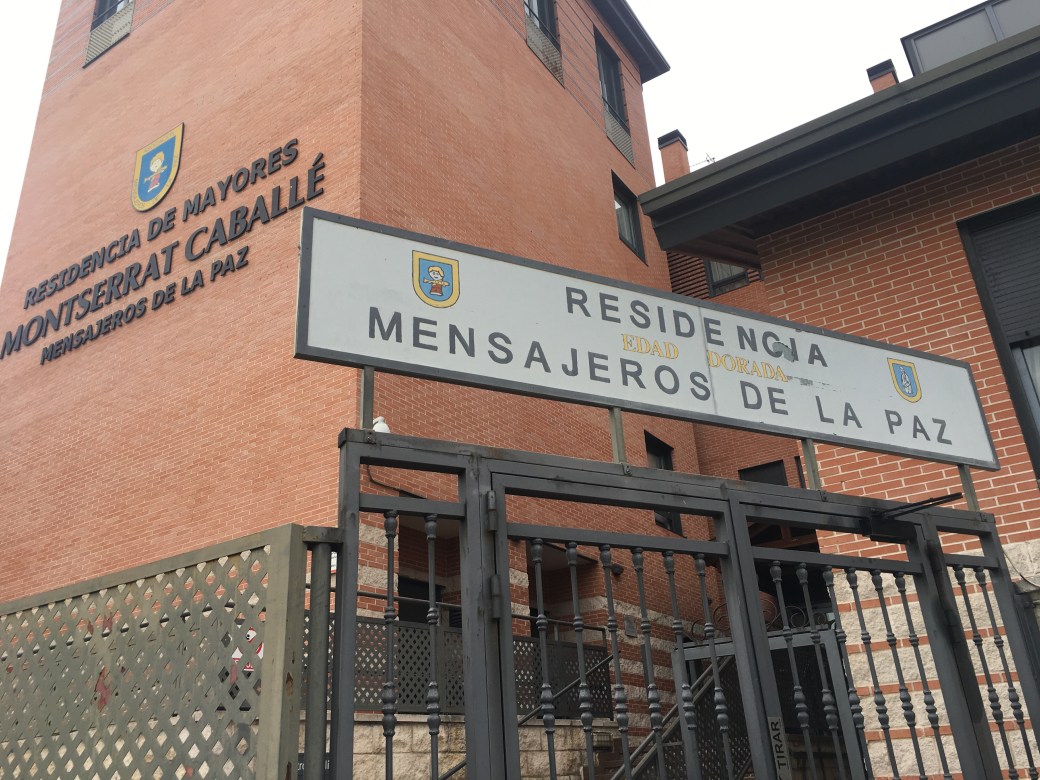 RESIDENCIA DE MAYORES
MONTSERRAT CABALLÉ
MENSAJEROS DE LA PAZ
RESIDENCIA
EDAD DORADA
MENSAJEROS DE LA PAZ
TIRAR